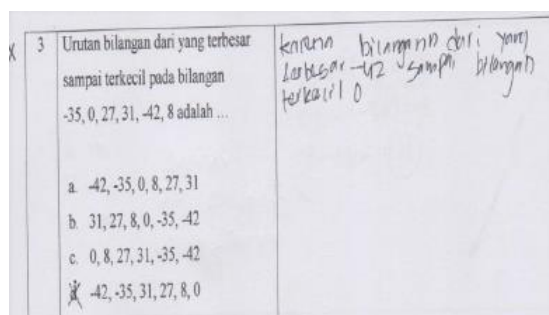 X
3 Urutan bilangan dari yang terbesar
sampai terkecil pada bilangan
-35, 0, 27, 31, -42, 8 adalah ...
a. -42, -35, 0, 8, 27, 31
b. 31, 27, 8, 0, -35, -42
c. 0, 8, 27, 31, -35, -42
d. -42, -35, 31, 27, 8, 0
karena bilangann dari yang
terbesar -42 sampai bilangan
terkecil 0